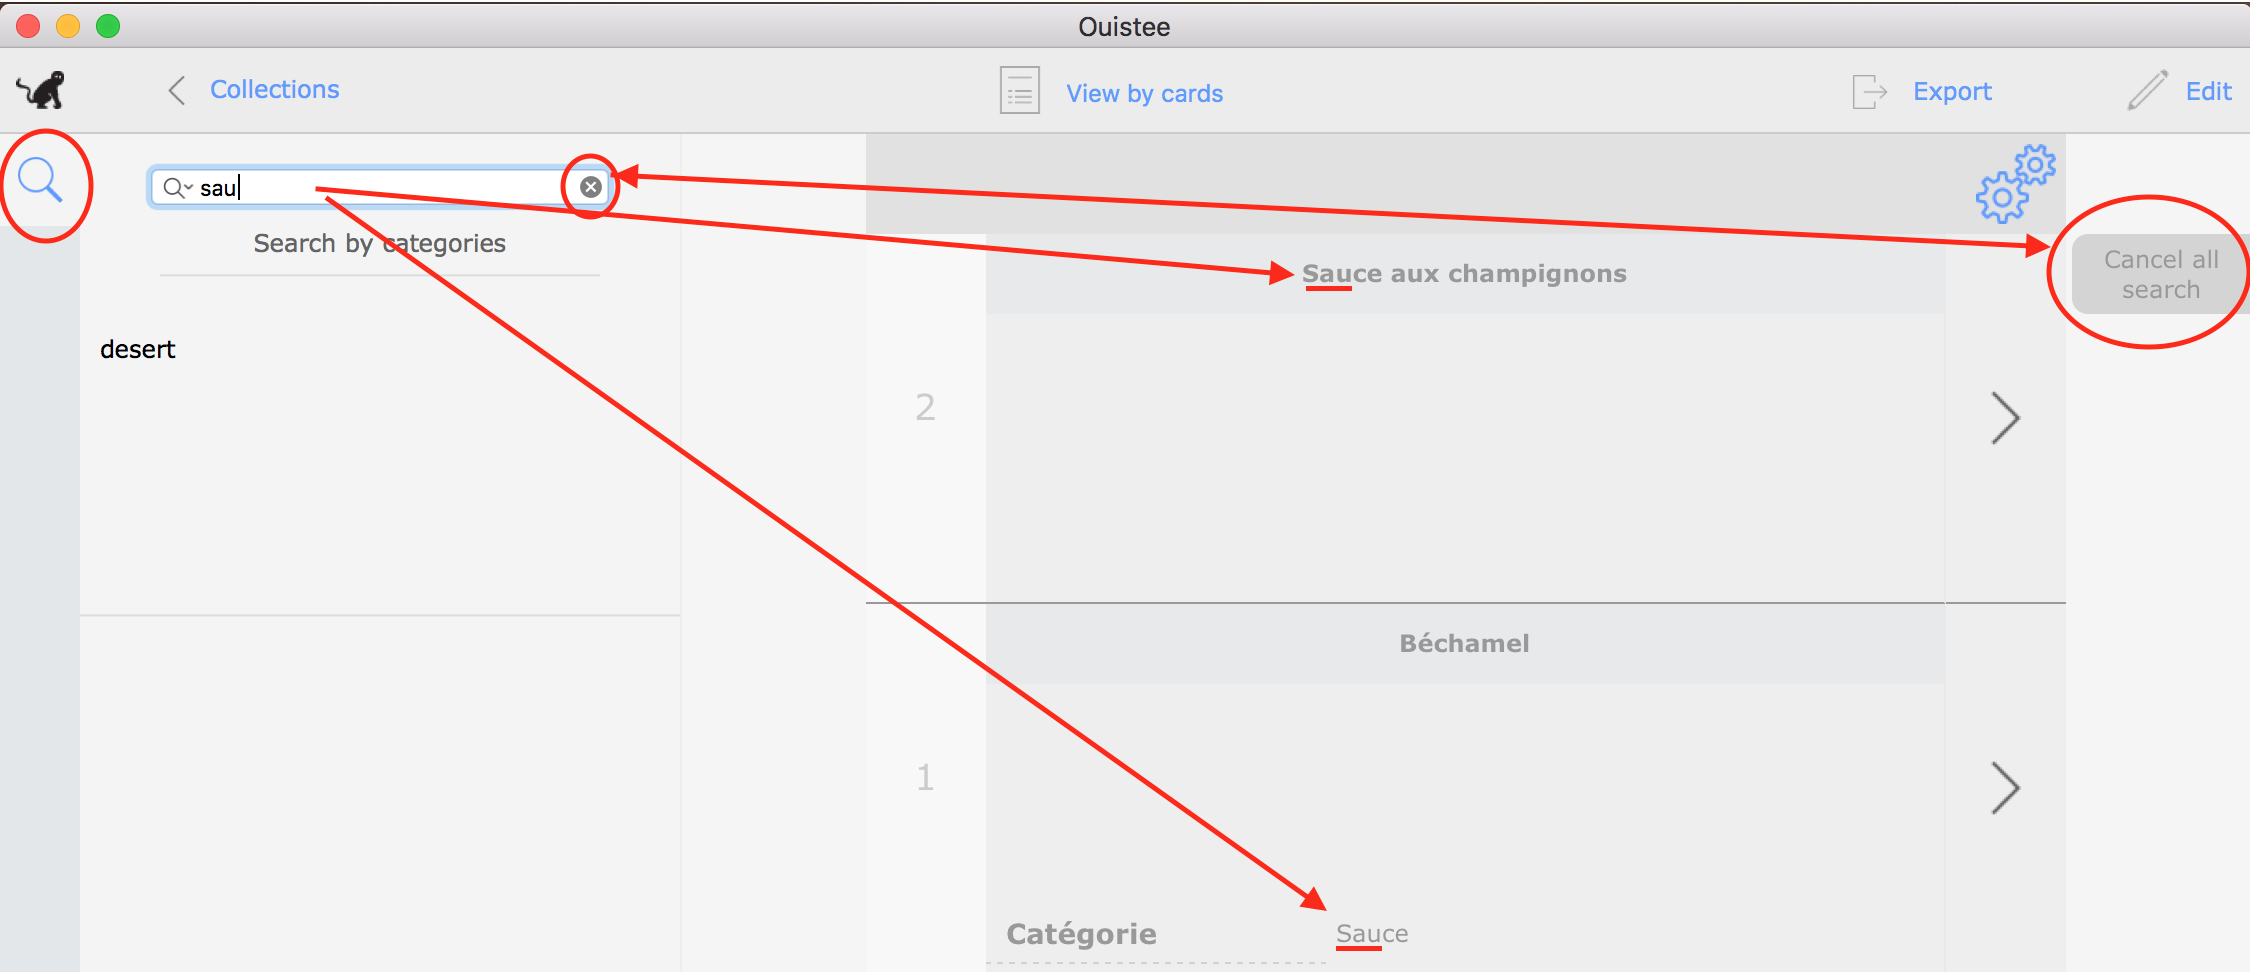 Ouistee
Collections
View by cards
Export
Edit
sau
Search by categories
desert
Sauce aux champignons
Cancel all
search
2
Béchamel
1
Catégorie Sauce